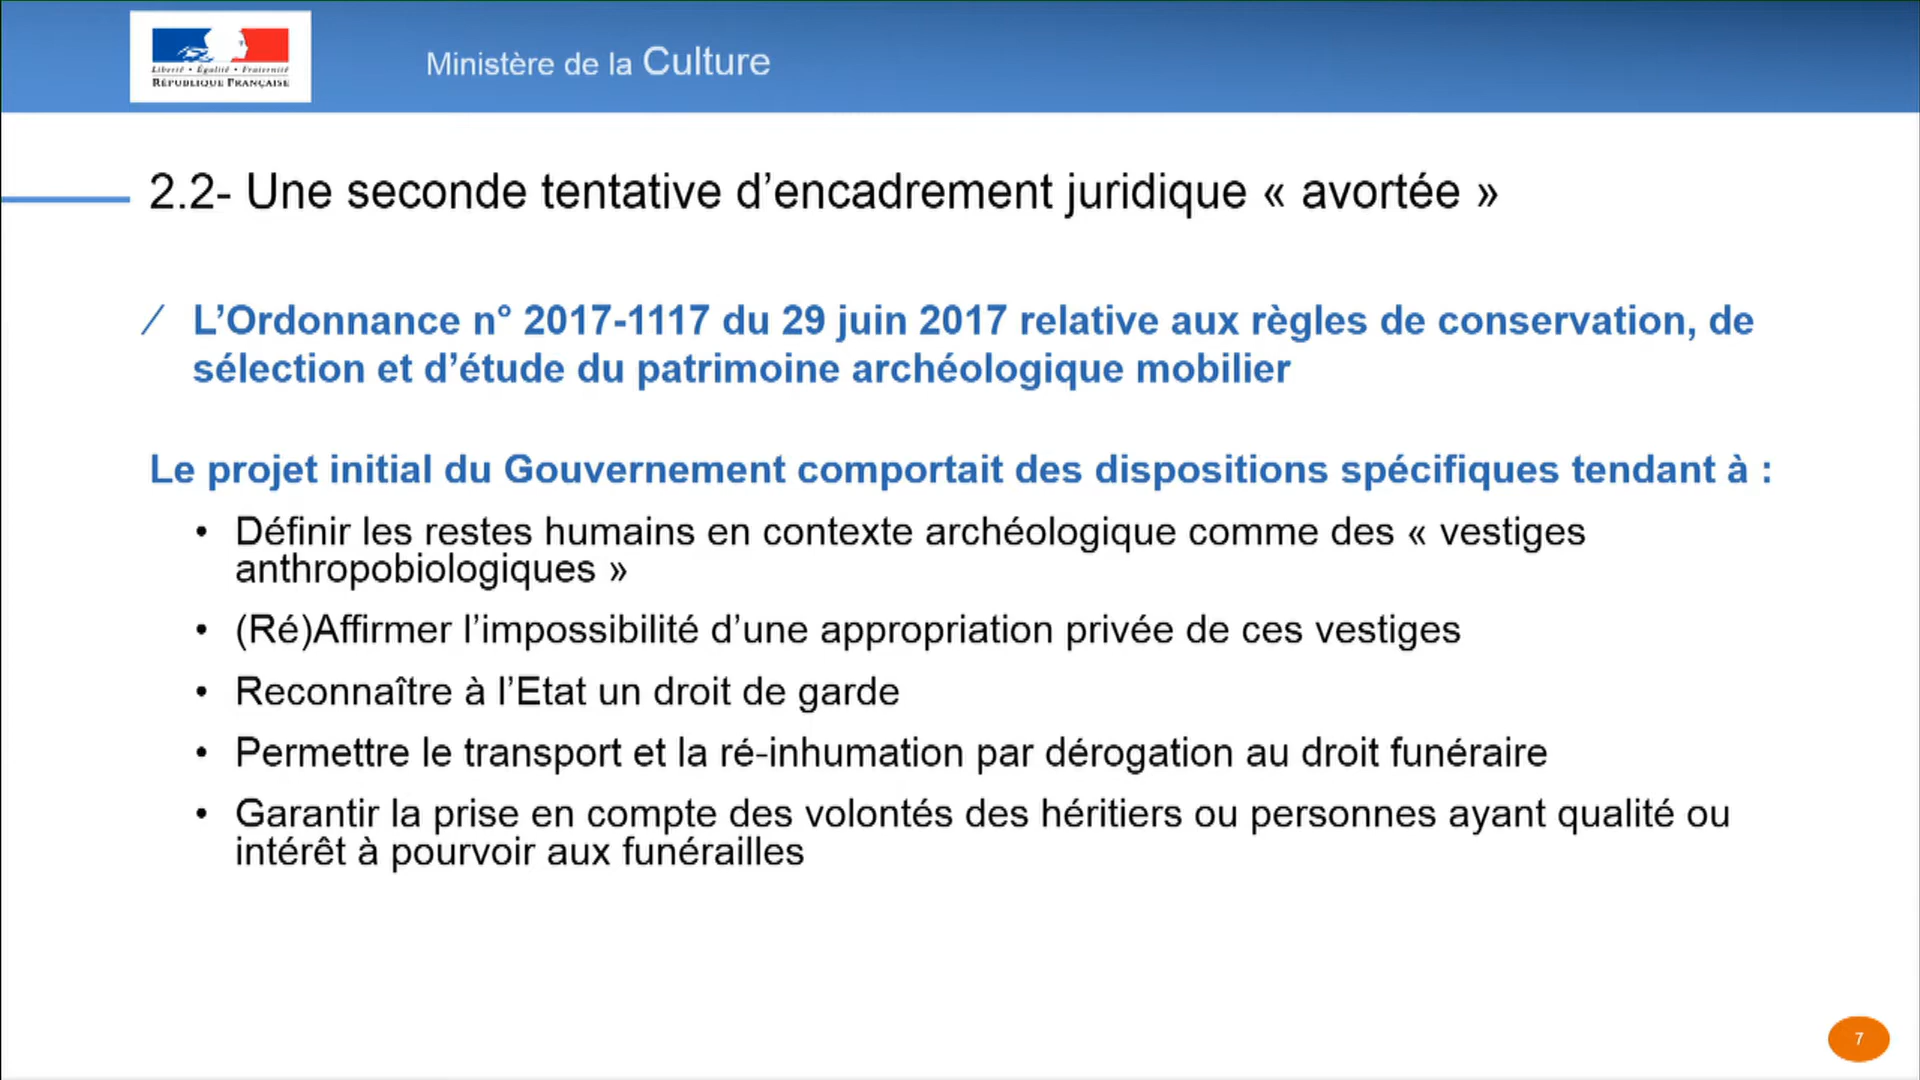 Liberté • Égalité • Fraternité
RÉPUBLIQUE FRANÇAISE
Ministère de la Culture
2.2- Une seconde tentative d’encadrement juridique « avortée »
/ L’Ordonnance n° 2017-1117 du 29 juin 2017 relative aux règles de conservation, de
sélection et d’étude du patrimoine archéologique mobilier
Le projet initial du Gouvernement comportait des dispositions spécifiques tendant à :
• Définir les restes humains en contexte archéologique comme des « vestiges
anthropobiologiques »
• (Ré)Affirmer l’impossibilité d’une appropriation privée de ces vestiges
• Reconnaître à l’Etat un droit de garde
• Permettre le transport et la ré-inhumation par dérogation au droit funéraire
• Garantir la prise en compte des volontés des héritiers ou personnes ayant qualité ou
intérêt à pourvoir aux funérailles
7